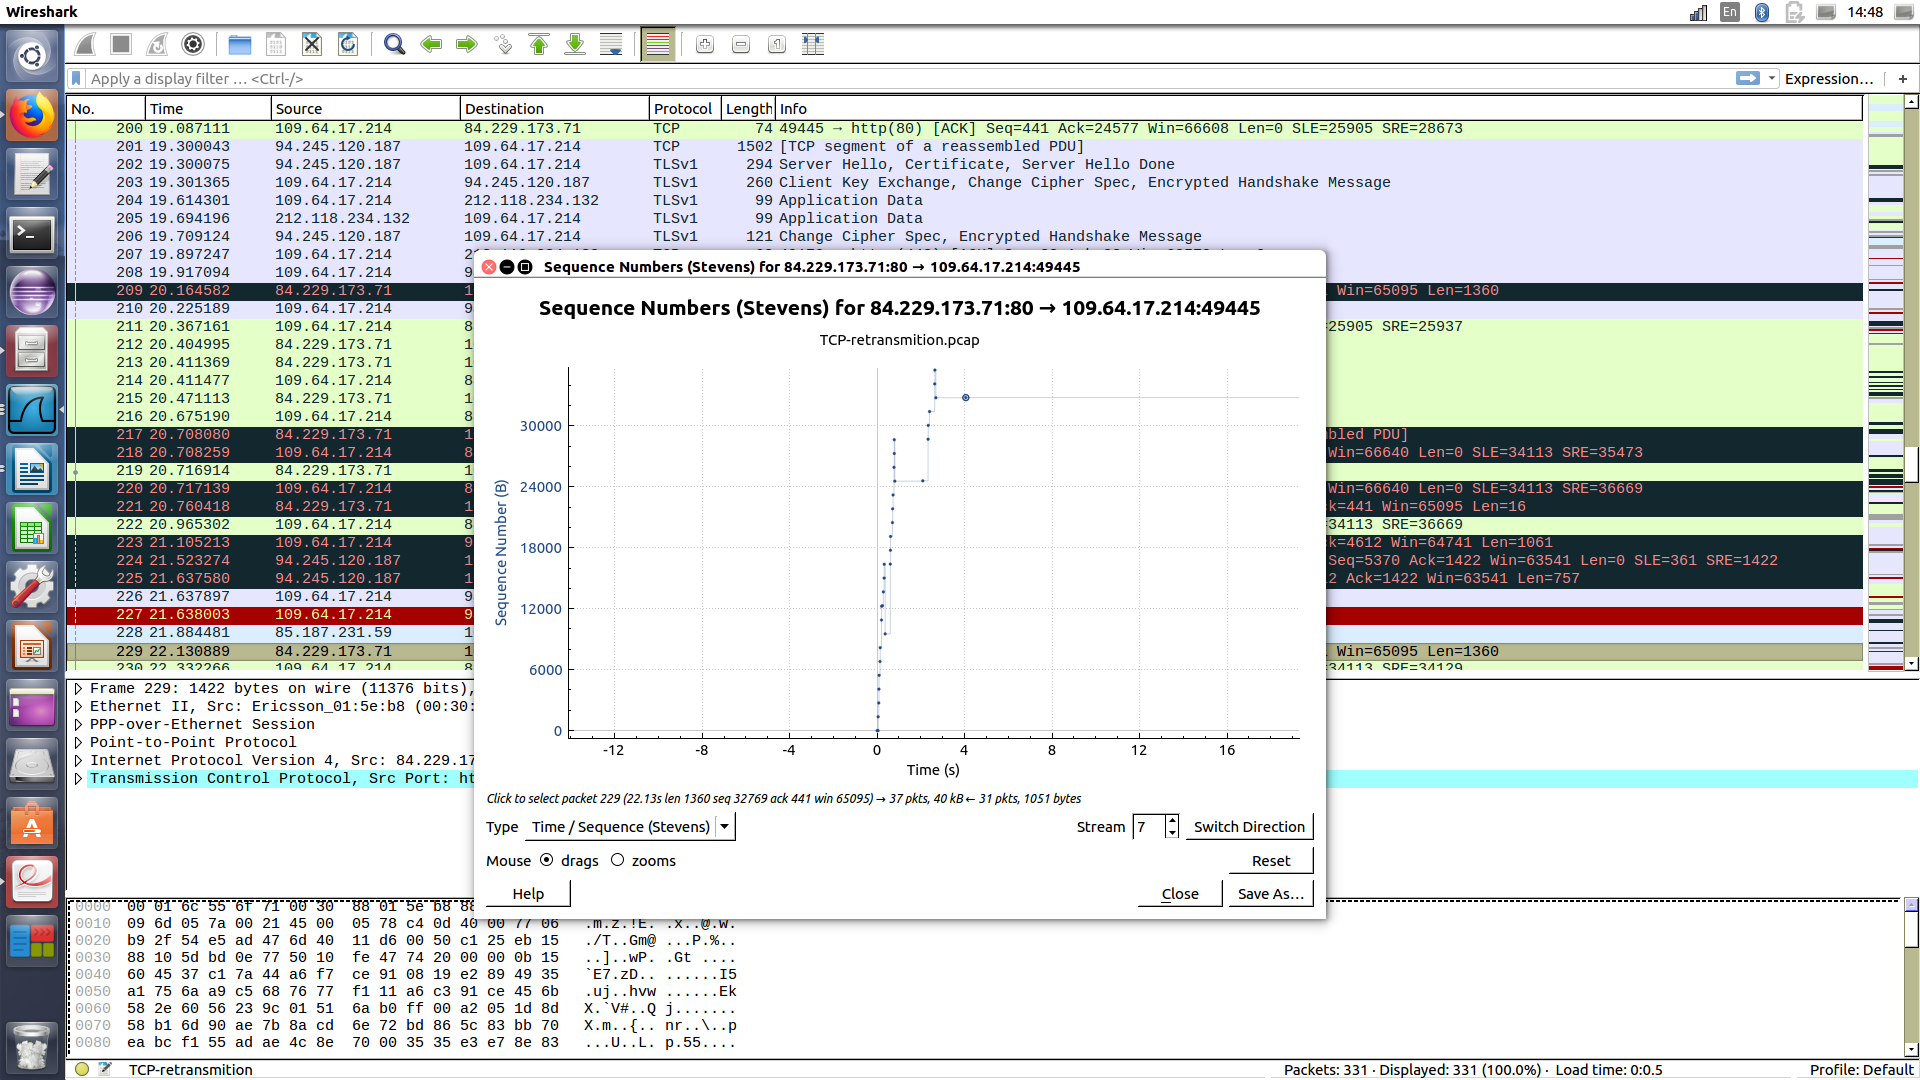 Wireshark
En
14:48
Apply a display filter … <Ctrl-/>
Expression… +
No. Time Source Destination Protocol Length Info
200 19.087111 109.64.17.214 84.229.173.71 TCP 74 49445 → http(80) [ACK] Seq=441 Ack=24577 Win=66608 Len=0 SLE=25905 SRE=28673
201 19.300043 94.245.120.187 109.64.17.214 TCP 1502 [TCP segment of a reassembled PDU]
202 19.300075 94.245.120.187 109.64.17.214 TLSv1 294 Server Hello, Certificate, Server Hello Done
203 19.301365 109.64.17.214 94.245.120.187 TLSv1 260 Client Key Exchange, Change Cipher Spec, Encrypted Handshake Message
204 19.614301 109.64.17.214 212.118.234.132 TLSv1 99 Application Data
205 19.694196 212.118.234.132 109.64.17.214 TLSv1 99 Application Data
206 19.709124 94.245.120.187 109.64.17.214 TLSv1 121 Change Cipher Spec, Encrypted Handshake Message
207 19.897247 109.64.17.214
208 19.917094 109.64.17.214 9
209 20.164582 84.229.173.71 1 Win=65095 Len=1360
210 20.225189 109.64.17.214 9
211 20.367161 109.64.17.214 8 =25905 SRE=25937
212 20.404995 84.229.173.71 1
213 20.411369 84.229.173.71 1
214 20.411477 109.64.17.214 8
215 20.471113 84.229.173.71 1
216 20.675190 109.64.17.214 8
217 20.708080 84.229.173.71 1 bled PDU]
218 20.708259 109.64.17.214 8 Win=66640 Len=0 SLE=34113 SRE=35473
219 20.716914 84.229.173.71 1
220 20.717139 109.64.17.214 8 Win=66640 Len=0 SLE=34113 SRE=36669
221 20.760418 84.229.173.71 1 k=441 Win=65095 Len=16
222 20.965302 109.64.17.214 8 =34113 SRE=36669
223 21.105213 109.64.17.214 9 k=4612 Win=64741 Len=1061
224 21.523274 94.245.120.187 1 Seq=5370 Ack=1422 Win=63541 Len=0 SLE=361 SRE=1422
225 21.637580 94.245.120.187 1 2 Ack=1422 Win=63541 Len=757
226 21.637897 109.64.17.214 9
227 21.638003 109.64.17.214 9
228 21.884481 85.187.231.59 1
229 22.130889 84.229.173.71 1 Win=65095 Len=1360
230 22.332266 109.64.17.214 8 34113 SRE=34129
Sequence Numbers (Stevens) for 84.229.173.71:80 → 109.64.17.214:49445
Sequence Numbers (Stevens) for 84.229.173.71:80 → 109.64.17.214:49445
TCP-retransmition.pcap
Sequence Number (B)
30000
24000
18000
12000
6000
0
-12 -8 -4 0 4 8 12 16
Time (s)
Click to select packet 229 (22.13s len 1360 seq 32769 ack 441 win 65095) → 37 pkts, 40 kB ← 31 pkts, 1051 bytes
Type Time / Sequence (Stevens) Stream 7 Switch Direction
Mouse drags zooms Reset
Help Close Save As…
Frame 229: 1422 bytes on wire (11376 bits),
Ethernet II, Src: Ericsson_01:5e:b8 (00:30:
PPP-over-Ethernet Session
Point-to-Point Protocol
Internet Protocol Version 4, Src: 84.229.17
Transmission Control Protocol, Src Port: ht
0000 00 01 6c 55 6f 71 00 30 88 01 5e b8 88
0010 09 6d 05 7a 00 21 45 00 05 78 c4 0d 40 00 77 06 .m.z.!E. .x..@.w.
0020 b9 2f 54 e5 ad 47 6d 40 11 d6 00 50 c1 25 eb 15 ./T..Gm@ ...P.%..
0030 88 10 5d bd 0e 77 50 10 fe 47 74 20 00 00 0b 15 ..]..wP. .Gt ....
0040 60 45 37 c1 7a 44 a6 f7 ce 91 08 19 e2 89 49 35 `E7.zD.. ......I5
0050 a1 75 6a a9 c5 68 76 77 f1 11 a6 c3 91 ce 45 6b .uj..hvw ......Ek
0060 58 2e 60 56 23 9c 01 51 6a b0 ff 00 a2 05 1d 8d X.`V#..Q j.......
0070 58 b1 6d 90 ae 7b 8a cd 6e 72 bd 86 5c 83 bb 70 X.m..{.. nr..\..p
0080 ea bc f1 55 ad ae 4c 8e 70 00 35 35 e3 e7 8e 83 ...U..L. p.55....
TCP-retransmition
Packets: 331 · Displayed: 331 (100.0%) · Load time: 0:0.5
Profile: Default